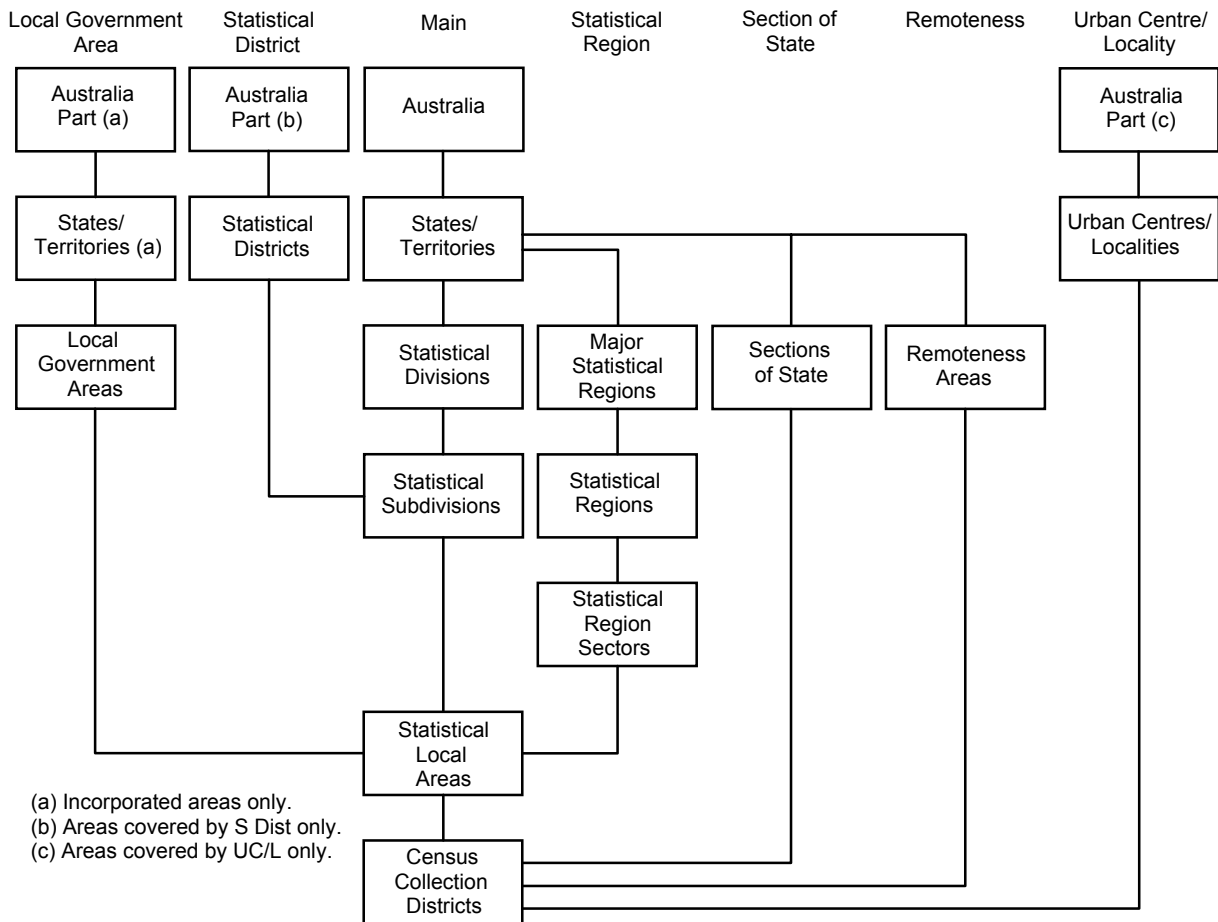 Local Government
Area
Statistical
District
Main
Statistical
Region
Section of
State
Remoteness
Urban Centre/
Locality
Australia
Part (a)
Australia
Part (b)
Australia
Australia
Part (c)
States/
Territories (a)
Statistical
Districts
States/
Territories
Urban Centres/
Localities
Local
Government
Areas
Statistical
Divisions
Major
Statistical
Regions
Sections
of State
Remoteness
Areas
Statistical
Subdivisions
Statistical
Regions
Statistical
Region
Sectors
Statistical
Local
Areas
(a) Incorporated areas only.
(b) Areas covered by S Dist only.
(c) Areas covered by UC/L only.
Census
Collection
Districts